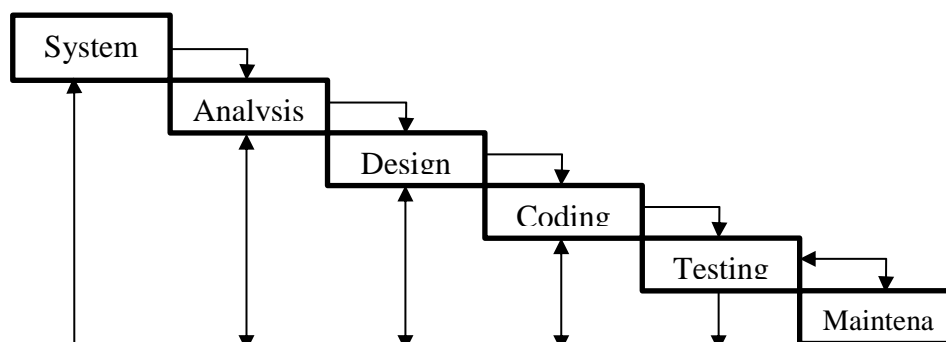 System
Analysis
Design
Coding
Testing
Maintena